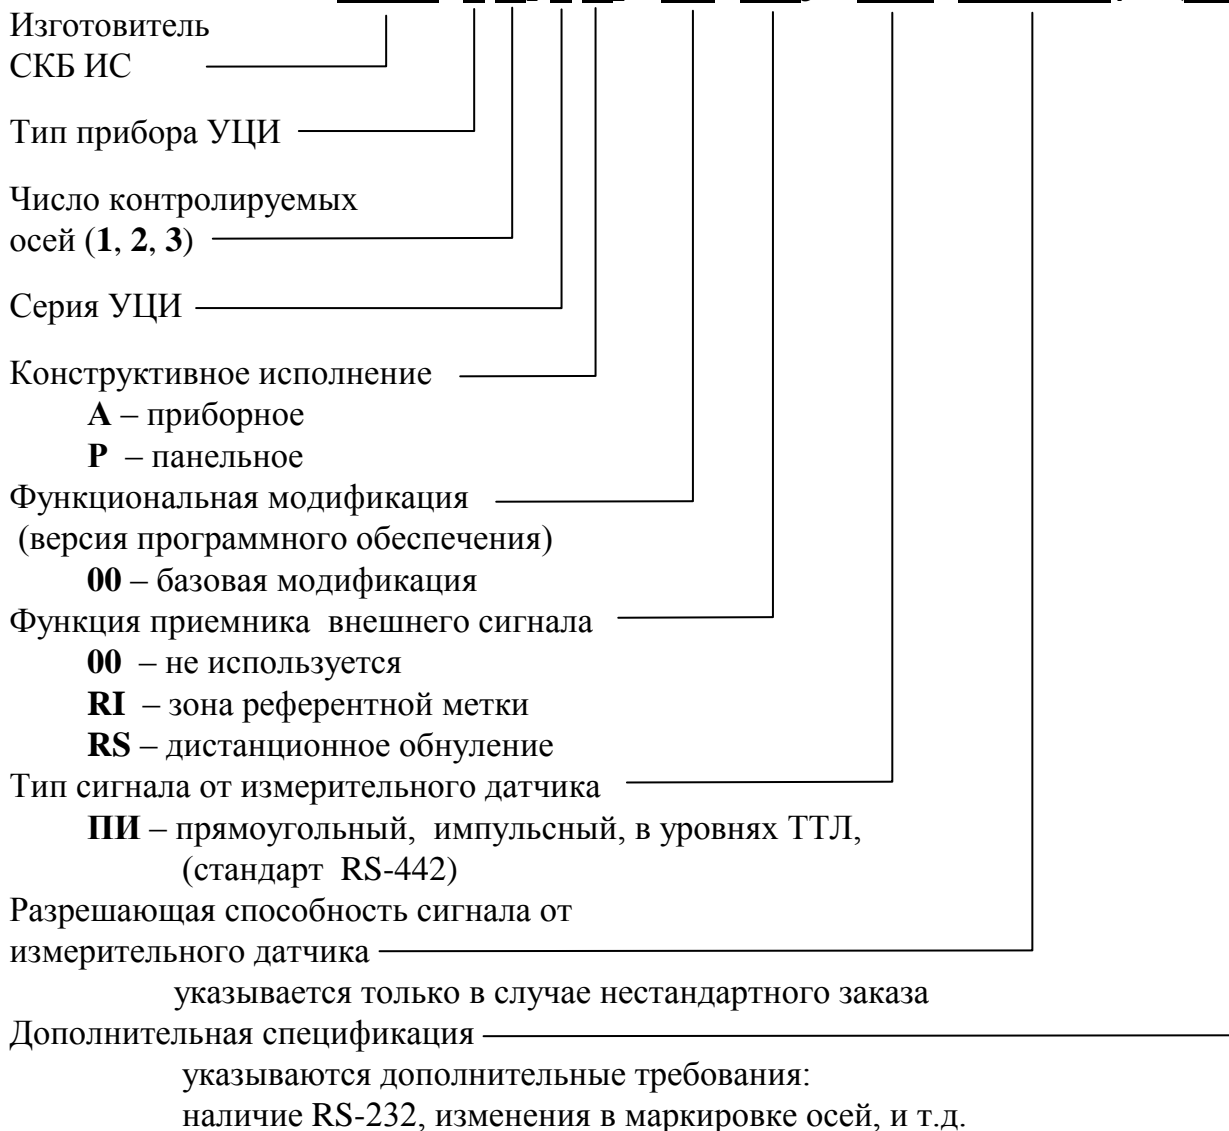 Изготовитель
СКБ ИС
Тип прибора УЦИ
Число контролируемых
осей (1, 2, 3)
Серия УЦИ
Конструктивное исполнение
А – приборное
Р – панельное
Функциональная модификация
(версия программного обеспечения)
00 – базовая модификация
Функция приемника внешнего сигнала
00 – не используется
RI – зона референтной метки
RS – дистанционное обнуление
Тип сигнала от измерительного датчика
ПИ – прямоугольный, импульсный, в уровнях ТТЛ,
(стандарт RS-442)
Разрешающая способность сигнала от
измерительного датчика
указывается только в случае нестандартного заказа
Дополнительная спецификация
указываются дополнительные требования:
наличие RS-232, изменения в маркировке осей, и т.д.